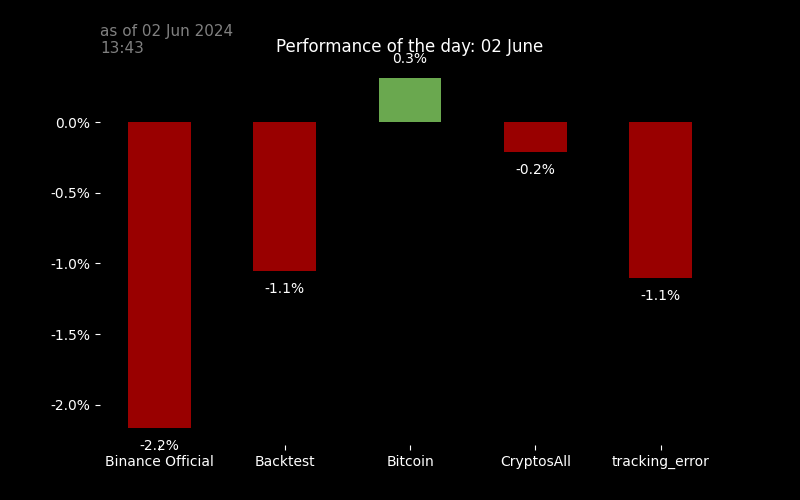 as of 02 Jun 2024
13:43
Performance of the day: 02 June
0.3%
0.0%
-0.2%
-0.5%
-1.0%
-1.1%
-1.1%
-1.5%
-2.0%
-2.2%
Binance Official
Backtest
Bitcoin
CryptosAll
tracking_error